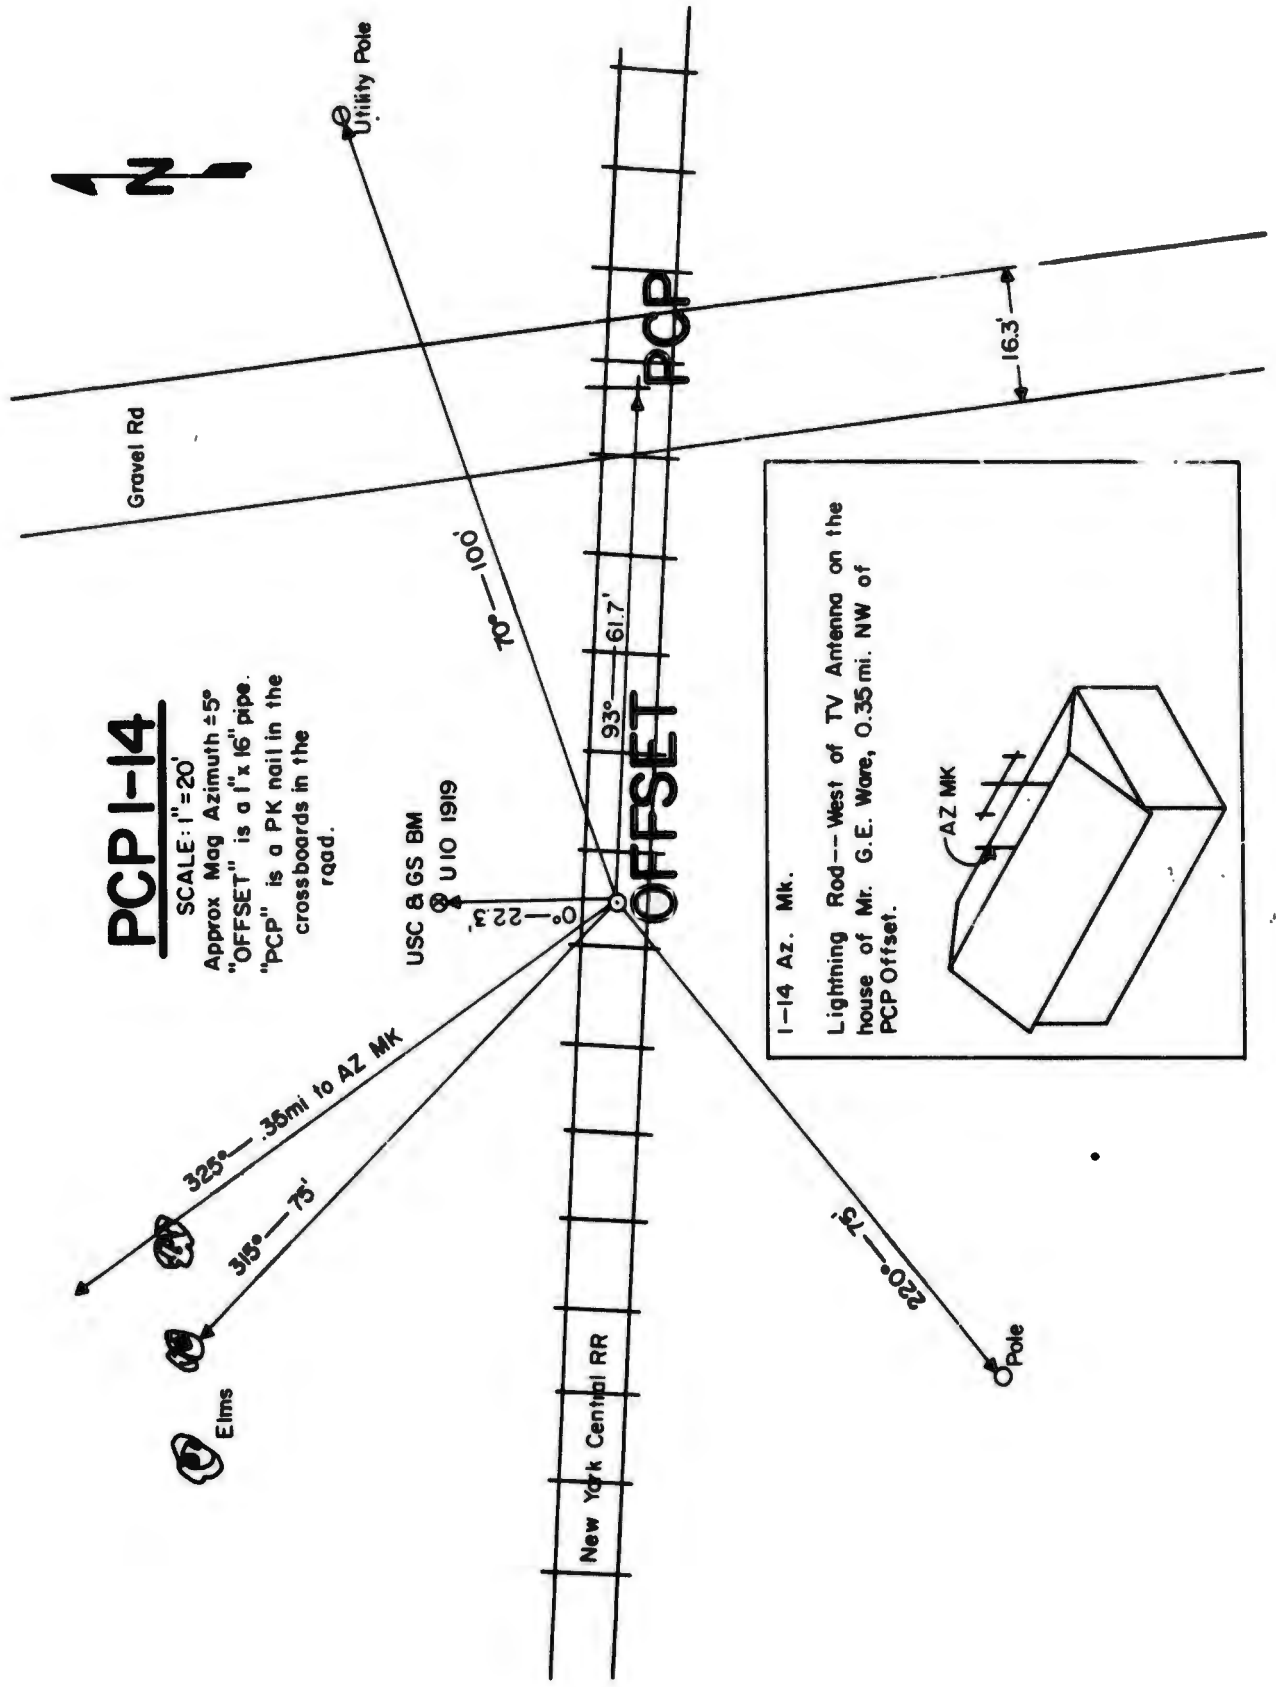 PCP 1-14
SCALE: 1" = 20'
Approx Mag Azimuth ±5°
"OFFSET" is a 1" x 16" pipe.
"PCP" is a PK nail in the
crossboards in the
road.
N
Utility Pole
Gravel Rd
70°—100'
USC & GS BM
U 10 1919
0°—22.3'
325°— .35mi to AZ MK
315°—75'
Elms
93°—61.7'
OFFSET
PCP
New York Central RR
16.3'
220°—75'
Pole
1-14 Az. Mk.
Lightning Rod--West of TV Antenna on the
house of Mr. G.E. Ware, 0.35 mi. NW of
PCP Offset.
AZ MK